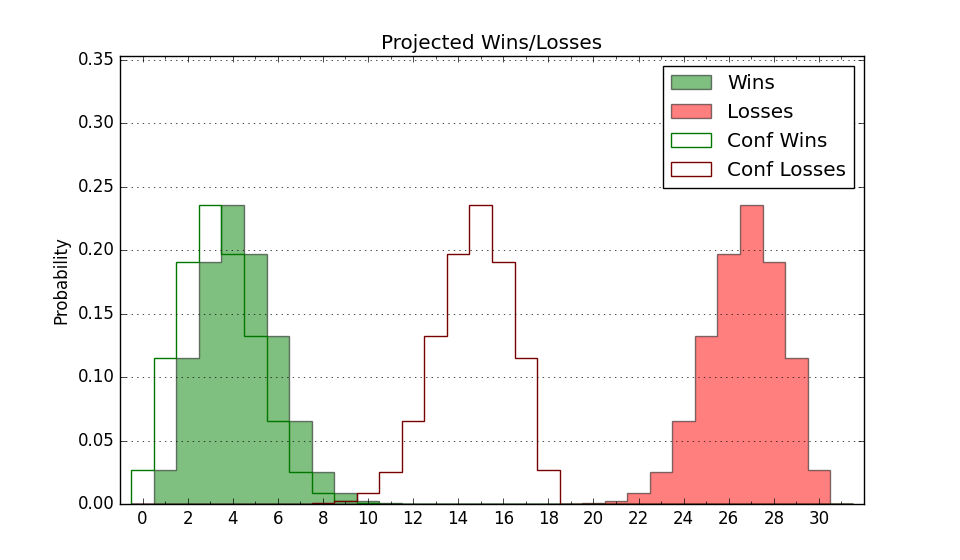 Projected Wins/Losses
0.35
0.30
0.25
0.20
0.15
0.10
0.05
0.00
Probability
Wins
Losses
Conf Wins
Conf Losses
0 2 4 6 8 10 12 14 16 18 20 22 24 26 28 30